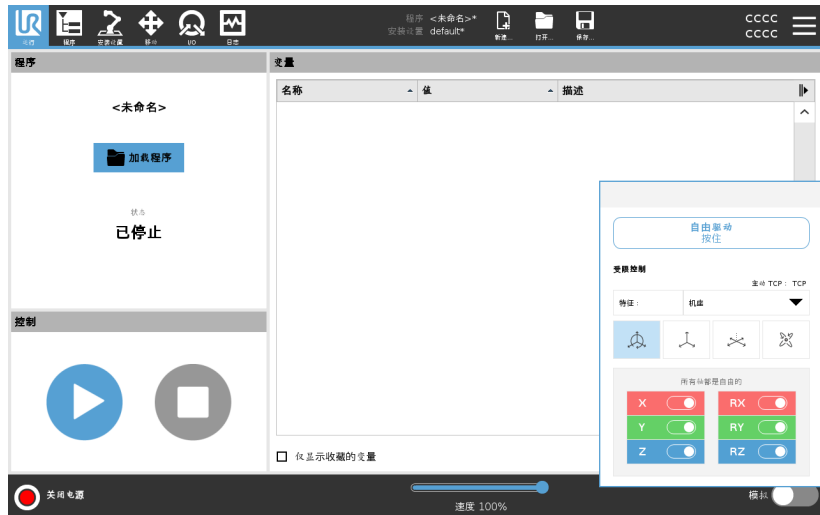 UR
运行
程序
安装设置
移动
I/O
日志
程序 <未命名>*
安装设置 default*
新建...
打开...
保存...
cccc
cccc
程序
<未命名>
加载程序
状态
已停止
控制
变量
名称
值
描述
仅显示收藏的变量
自由驱动
按住
受限控制
主动 TCP： TCP
特征：
机座
所有轴都是自由的
X
RX
Y
RY
Z
RZ
关闭电源
速度 100%
模拟